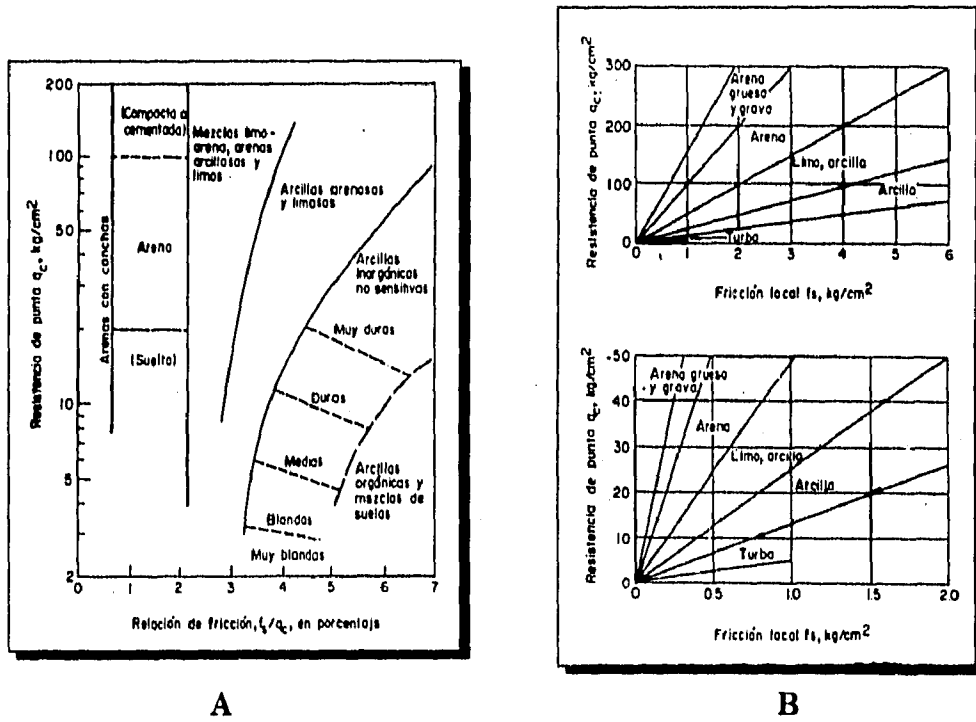 Resistencia de punta qc, kg/cm²
200
100
50
20
10
5
2
Arenas con conchas
(Compacta a
cementada)
Arena
(Suelta)
Mezclas limo-
arena, arenas
arcillosas y
limos
Arcillas arenosas
y limosas
Arcillas
inorgánicas
no sensitivas
Muy duras
Duras
Medias
Blandas
Muy blandas
Arcillas
orgánicas y
mezclas de
suelos
0 1 2 3 4 5 6 7
Relación de fricción, fs/qc, en porcentaje
A
Resistencia de punta qc, kg/cm²
300
200
100
0
Arena
gruesa
y grava
Arena
Limo, arcilla
Arcilla
Turba
0 1 2 3 4 5 6
Fricción local fs, kg/cm²
Resistencia de punta qc, kg/cm²
50
40
30
20
10
0
Arena gruesa
y grava
Arena
Limo, arcilla
Arcilla
Turba
0 0.5 1.0 1.5 2.0
Fricción local fs, kg/cm²
B